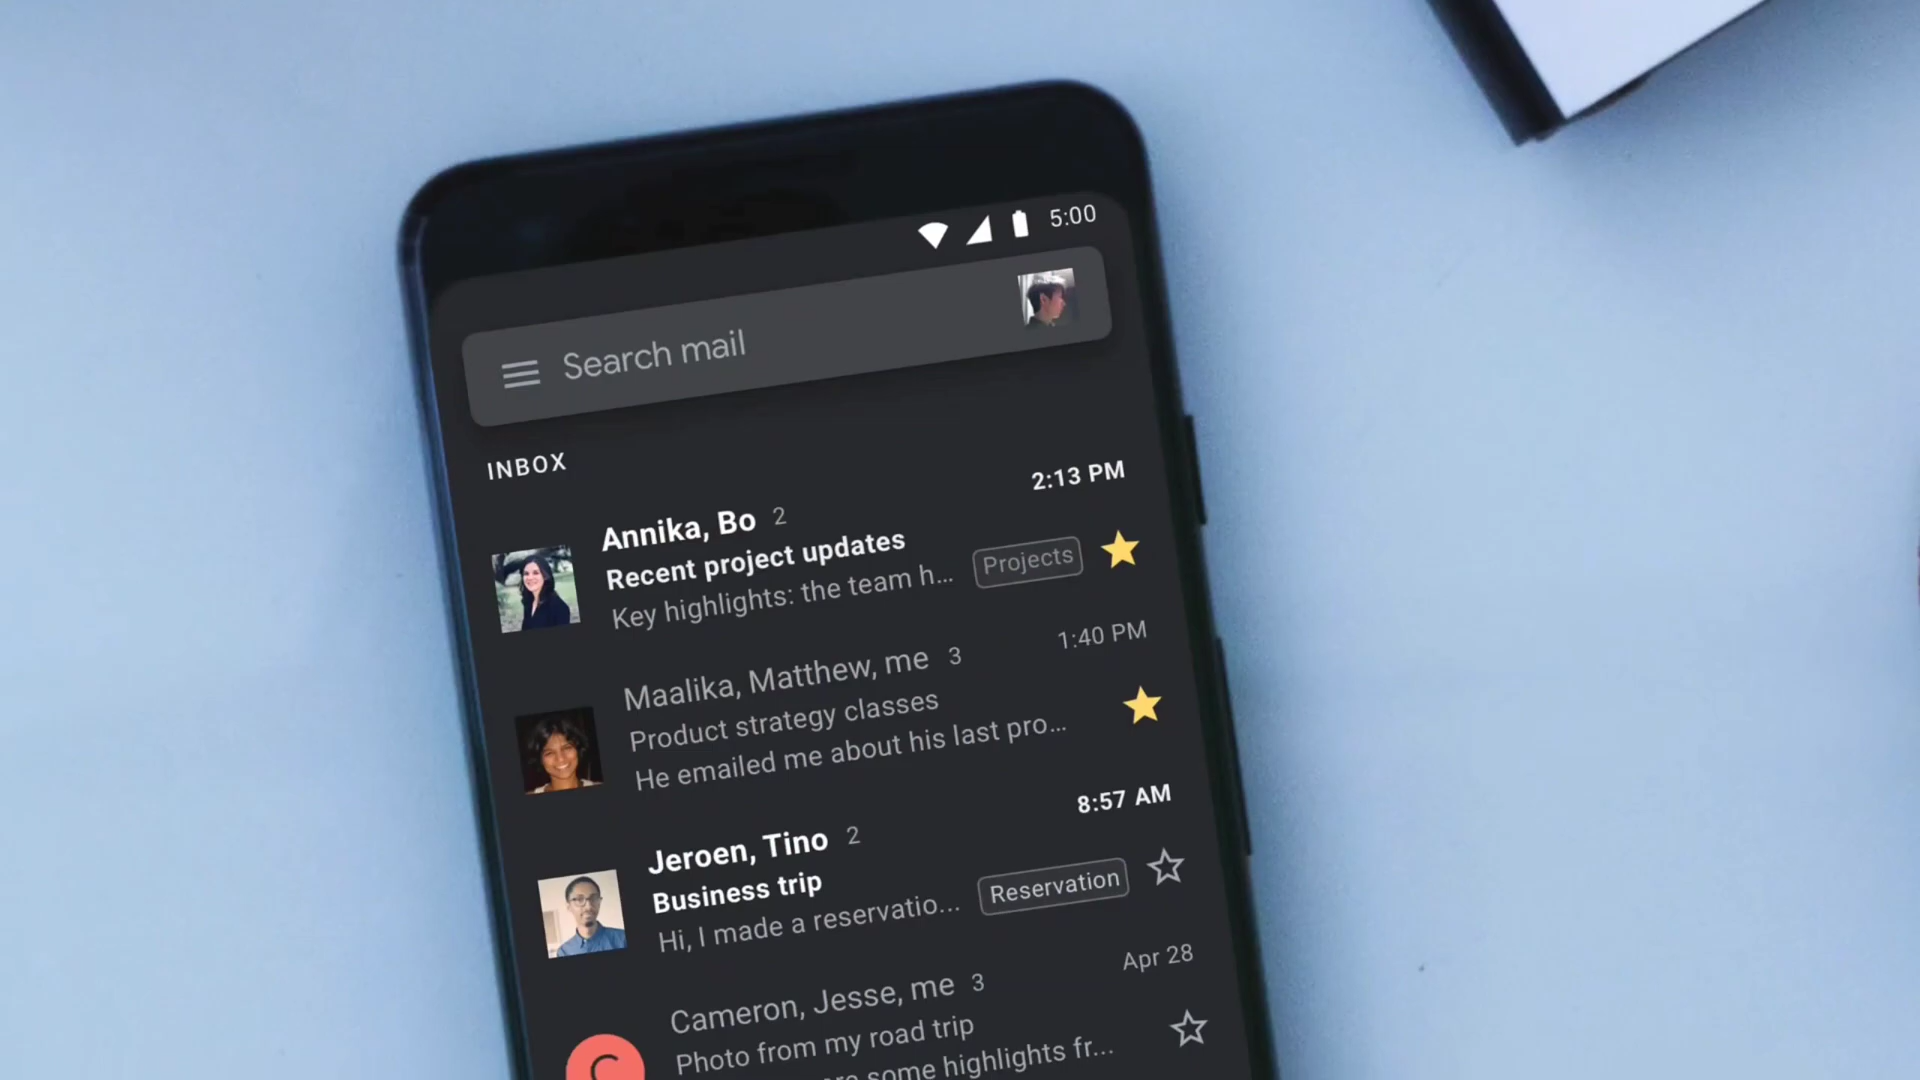 5:00
Search mail
INBOX
2:13 PM
Annika, Bo 2
Recent project updates
Key highlights: the team h...
Projects
1:40 PM
Maalika, Matthew, me 3
Product strategy classes
He emailed me about his last pro...
8:57 AM
Jeroen, Tino 2
Business trip
Hi, I made a reservatio...
Reservation
Apr 28
Cameron, Jesse, me 3
Photo from my road trip
some highlights fr...
C